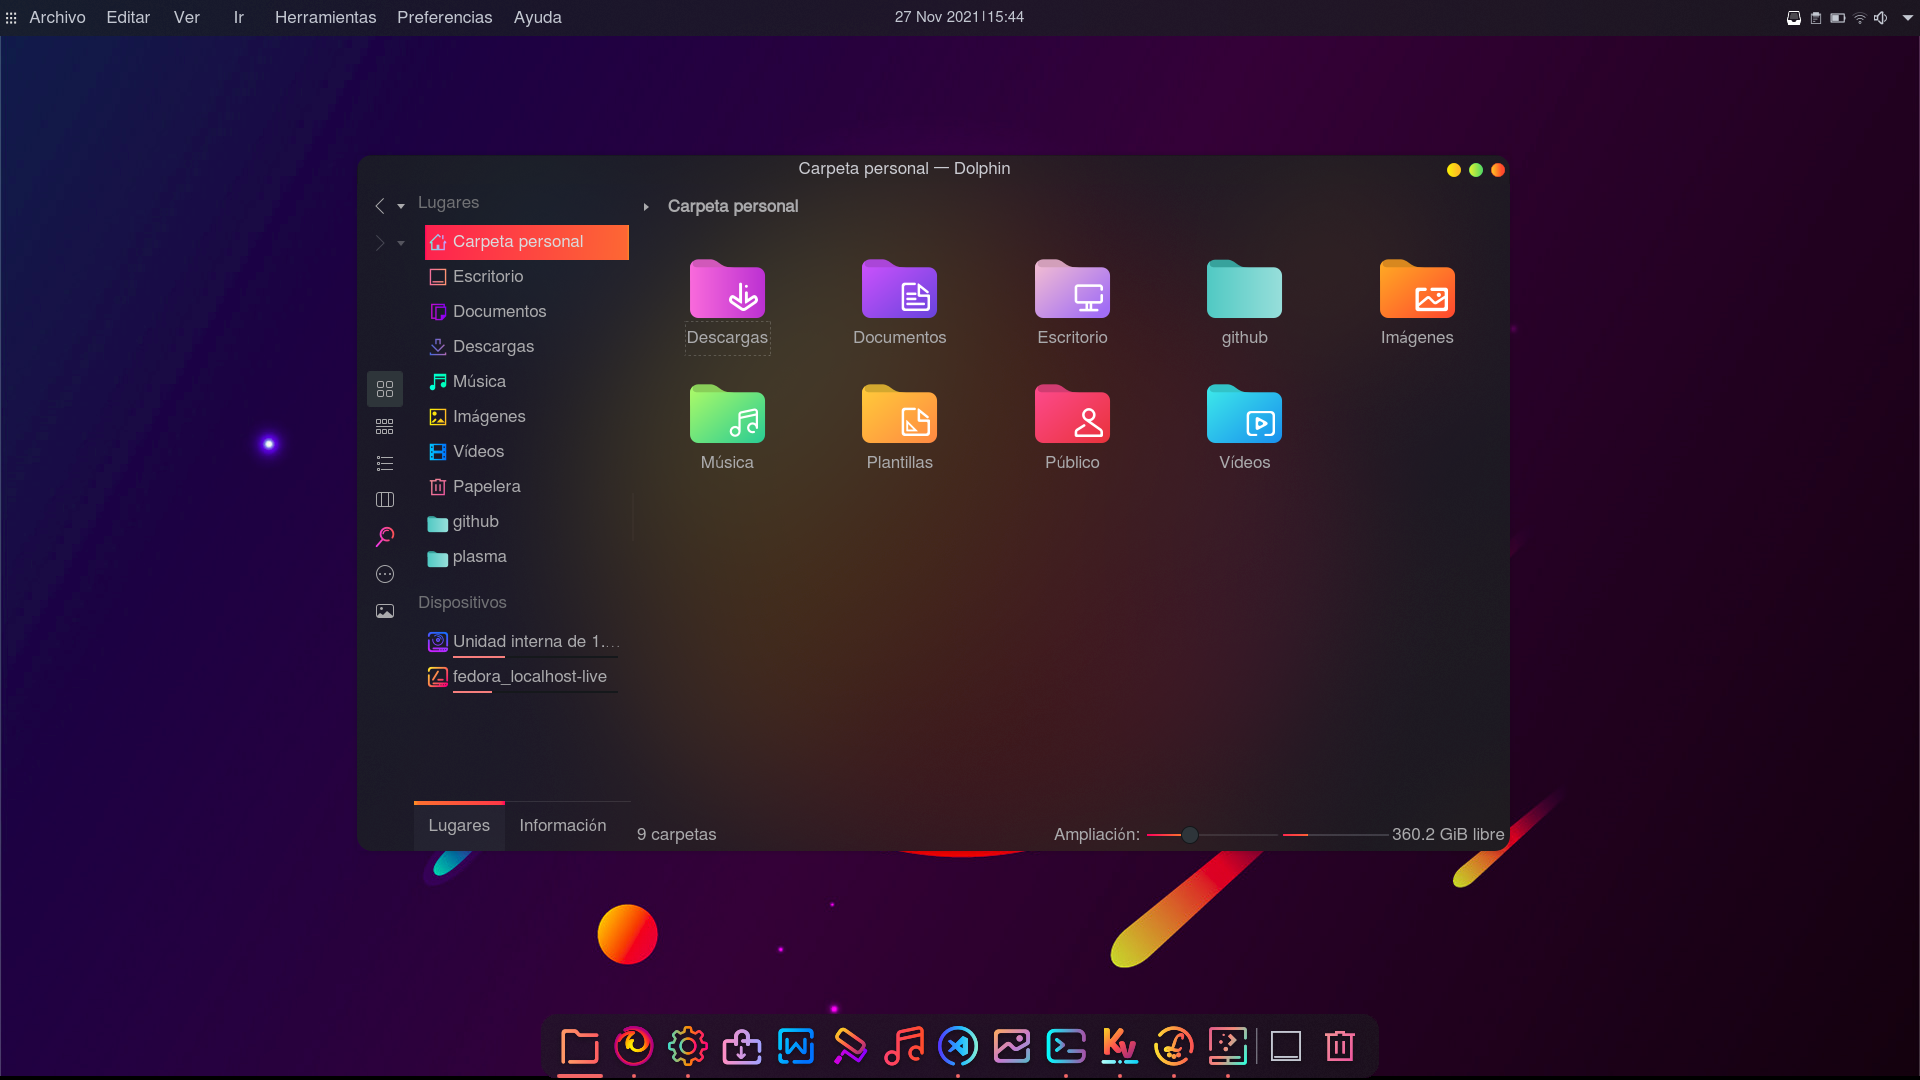 Archivo Editar Ver Ir Herramientas Preferencias Ayuda 27 Nov 2021|15:44
Carpeta personal — Dolphin
Lugares
Carpeta personal
Carpeta personal
Escritorio
Documentos
Descargas
Música
Imágenes
Vídeos
Papelera
github
plasma
Dispositivos
Unidad interna de 1.…
fedora_localhost-live
Lugares Información
Descargas Documentos Escritorio github Imágenes
Música Plantillas Público Vídeos
9 carpetas Ampliación: 360.2 GiB libre